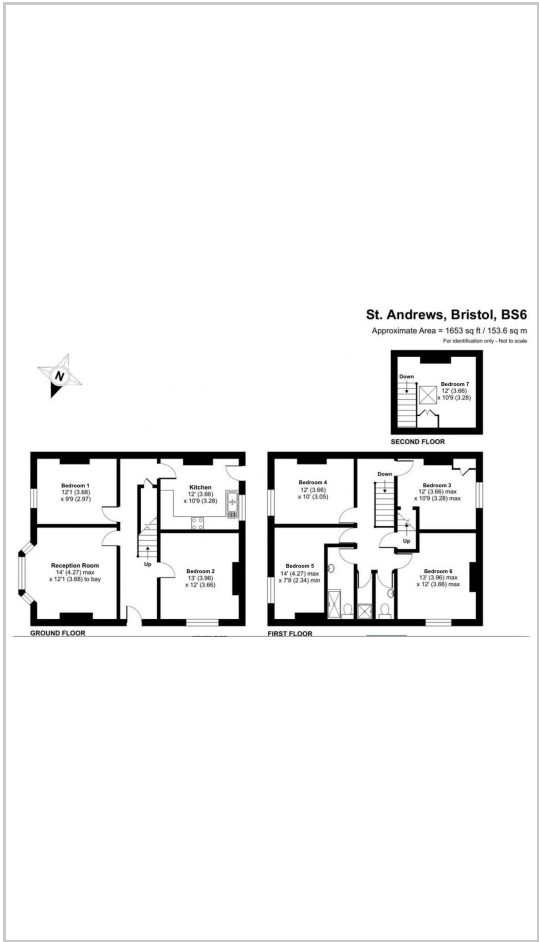 St. Andrews, Bristol, BS6
Approximate Area = 1653 sq ft / 153.6 sq m
For identification only - Not to scale
N
Down
Bedroom 7
12' (3.66)
x 10'9 (3.28)
SECOND FLOOR
Bedroom 1
12'1 (3.68)
x 9'9 (2.97)
Kitchen
12' (3.66)
x 10'9 (3.28)
Up
Reception Room
14' (4.27) max
x 12'1 (3.68) to bay
Bedroom 2
13' (3.96)
x 12' (3.66)
GROUND FLOOR
Bedroom 4
12' (3.66)
x 10' (3.05)
Down
Bedroom 3
12' (3.66) max
x 10'9 (3.28) max
Up
Bedroom 5
14' (4.27) max
x 7'8 (2.34) min
Bedroom 6
13' (3.96) max
x 12' (3.66) max
FIRST FLOOR